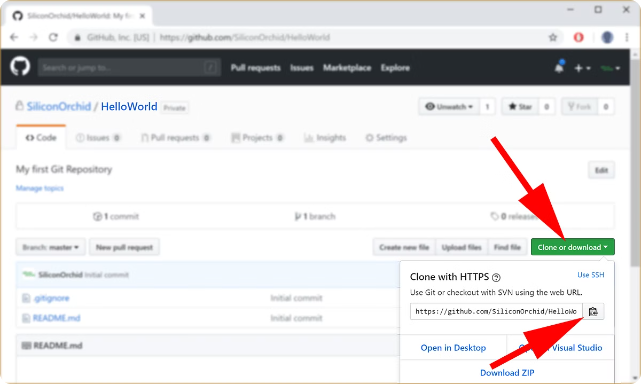 SiliconOrchid/HelloWorld: My fi
GitHub, Inc. [US] | https://github.com/SiliconOrchid/HelloWorld
Search or jump to... / Pull requests Issues Marketplace Explore
SiliconOrchid / HelloWorld Private Unwatch 1 Star 0 Fork 0
Code Issues 0 Pull requests 0 Projects 0 Insights Settings
My first Git Repository Edit
Manage topics
1 commit 1 branch 0 release
Branch: master New pull request Create new file Upload files Find file Clone or download
SiliconOrchid Initial commit
Clone with HTTPS ? Use SSH
Use Git or checkout with SVN using the web URL.
.gitignore Initial commit
https://github.com/SiliconOrchid/HelloWo
README.md Initial commit
README.md
Open in Desktop Visual Studio
Download ZIP